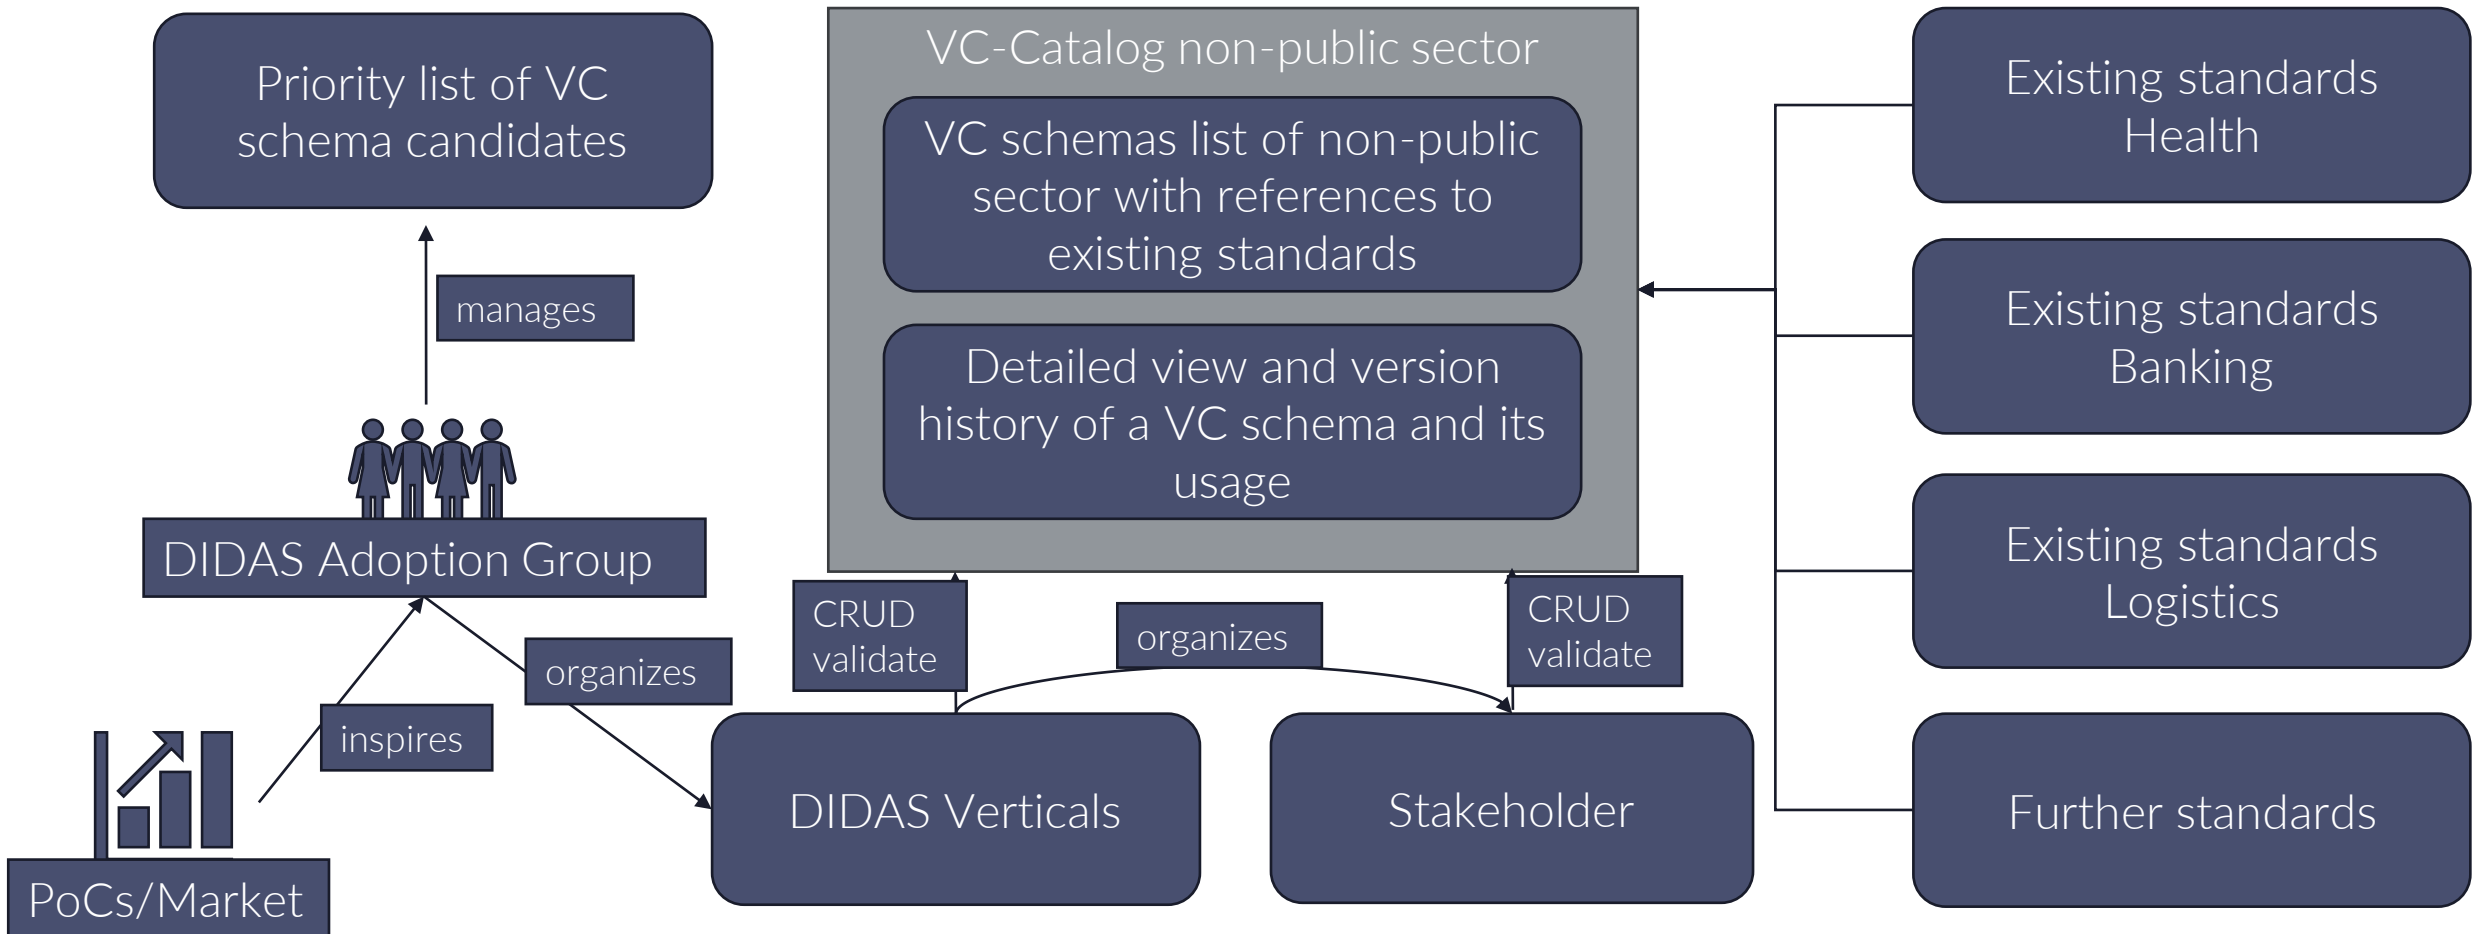 Priority list of VC
schema candidates
manages
DIDAS Adoption Group
inspires
organizes
PoCs/Market
VC-Catalog non-public sector
VC schemas list of non-public
sector with references to
existing standards
Detailed view and version
history of a VC schema and its
usage
CRUD
validate
organizes
CRUD
validate
DIDAS Verticals
Stakeholder
Existing standards
Health
Existing standards
Banking
Existing standards
Logistics
Further standards